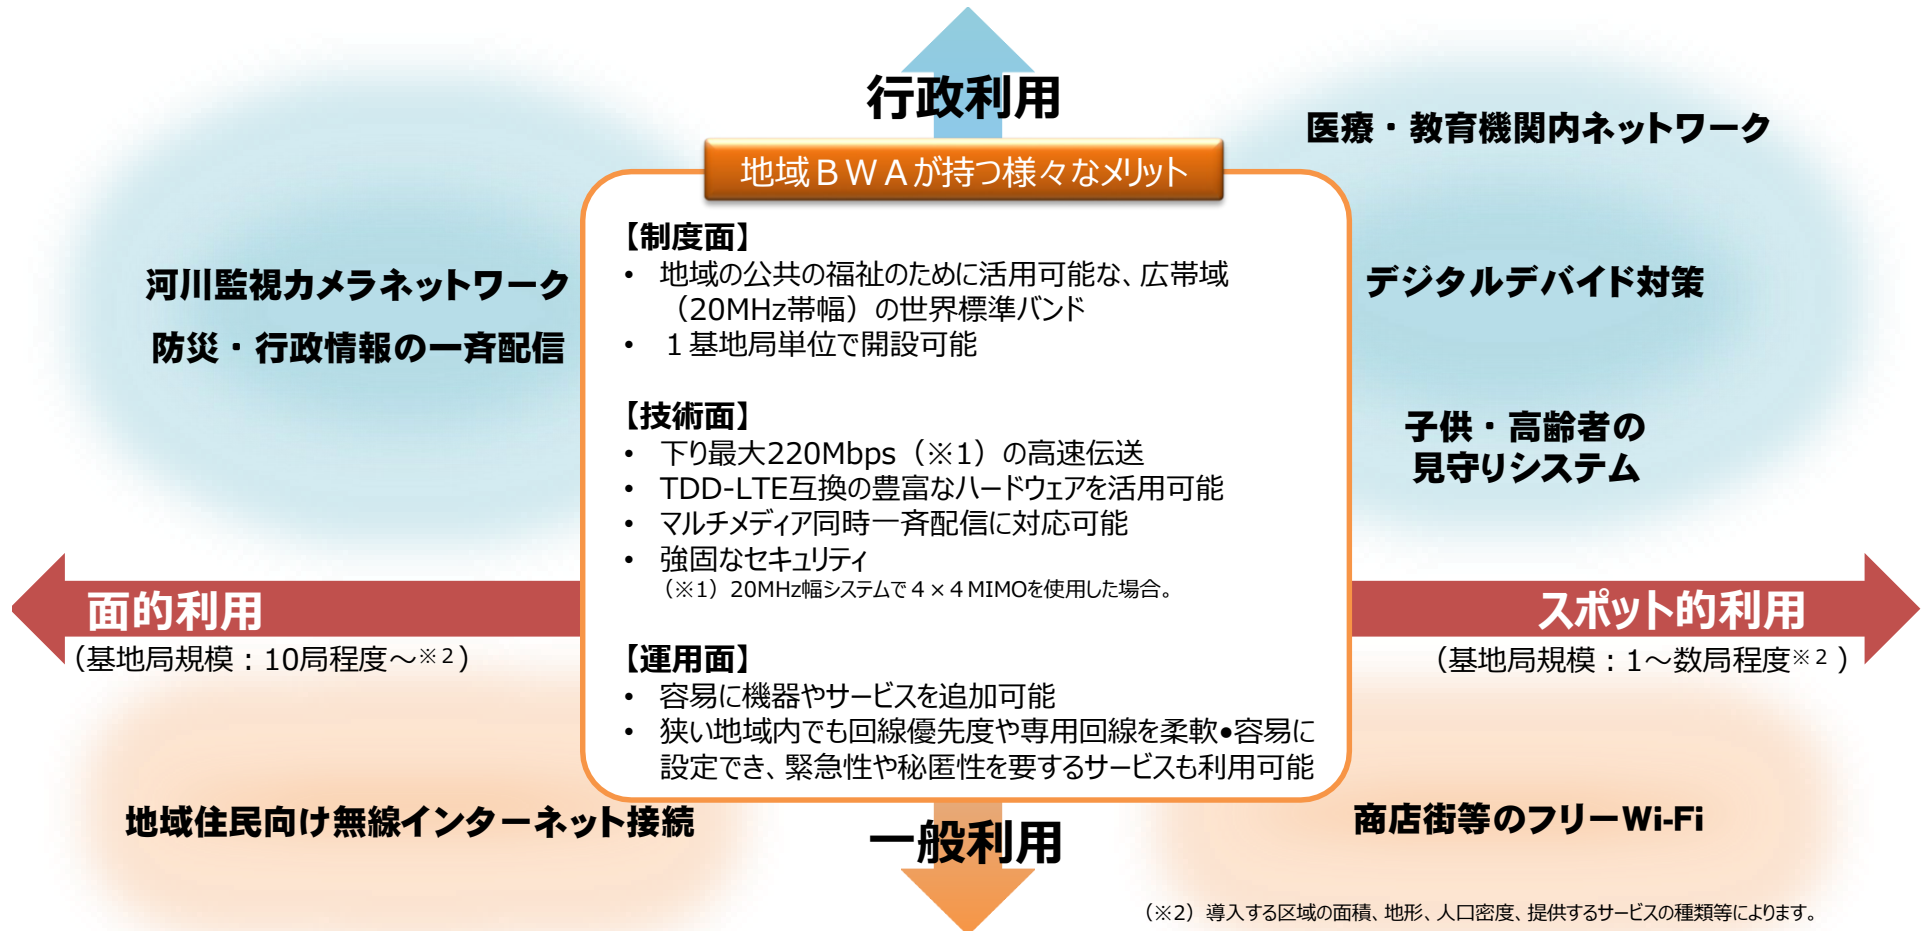 行政利用
医療・教育機関内ネットワーク
地域ＢＷＡが持つ様々なメリット
【制度面】
• 地域の公共の福祉のために活用可能な、広帯域
（20MHz帯幅）の世界標準バンド
• １基地局単位で開設可能
河川監視カメラネットワーク
防災・行政情報の一斉配信
デジタルデバイド対策
子供・高齢者の
見守りシステム
【技術面】
• 下り最大220Mbps（※1）の高速伝送
• TDD-LTE互換の豊富なハードウェアを活用可能
• マルチメディア同時一斉配信に対応可能
• 強固なセキュリティ
（※1）20MHz幅システムで４×４MIMOを使用した場合。
面的利用
（基地局規模：10局程度～※2）
スポット的利用
（基地局規模：1～数局程度※2）
【運用面】
• 容易に機器やサービスを追加可能
• 狭い地域内でも回線優先度や専用回線を柔軟•容易に
設定でき、緊急性や秘匿性を要するサービスも利用可能
地域住民向け無線インターネット接続
一般利用
商店街等のフリーWi-Fi
（※2）導入する区域の面積、地形、人口密度、提供するサービスの種類等によります。